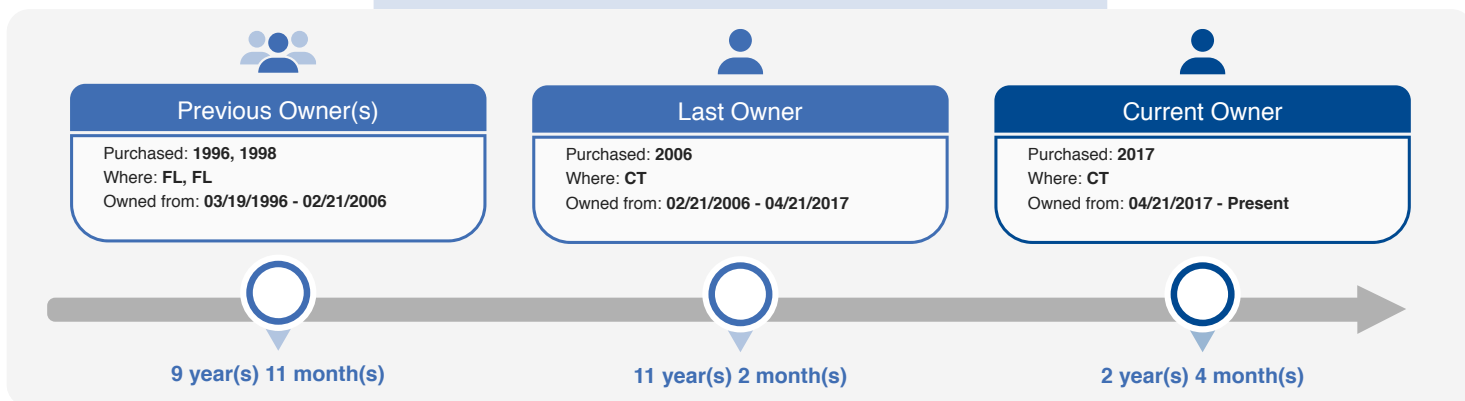 Previous Owner(s)
Purchased: 1996, 1998
Where: FL, FL
Owned from: 03/19/1996 - 02/21/2006
9 year(s) 11 month(s)
Last Owner
Purchased: 2006
Where: CT
Owned from: 02/21/2006 - 04/21/2017
11 year(s) 2 month(s)
Current Owner
Purchased: 2017
Where: CT
Owned from: 04/21/2017 - Present
2 year(s) 4 month(s)